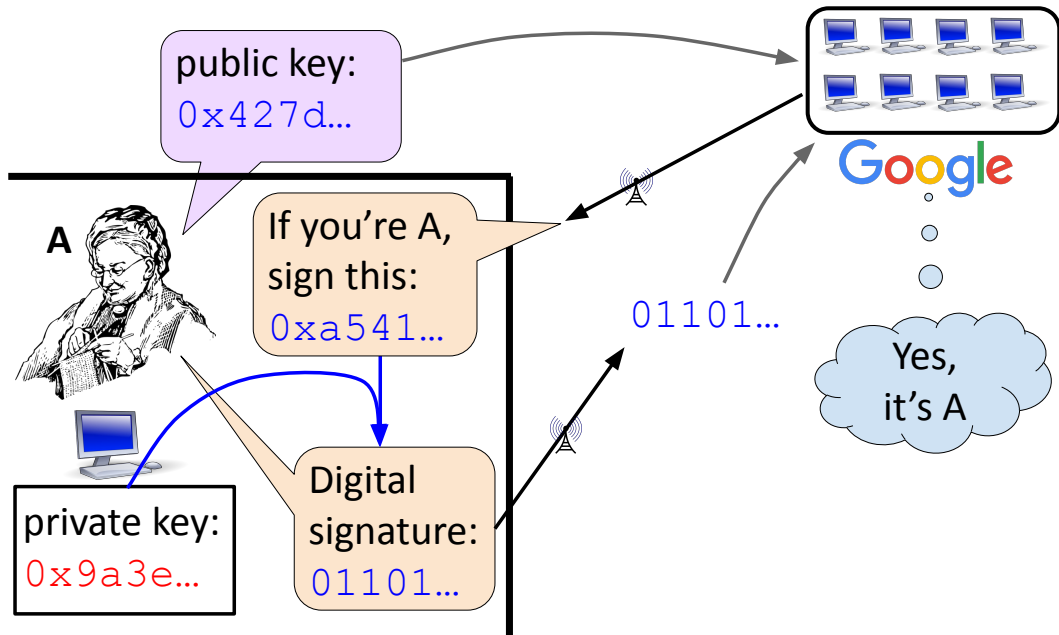 public key:
0x427d…
Google
A
If you're A,
sign this:
0xa541…
01101…
Yes,
it's A
Digital
signature:
01101…
private key:
0x9a3e…